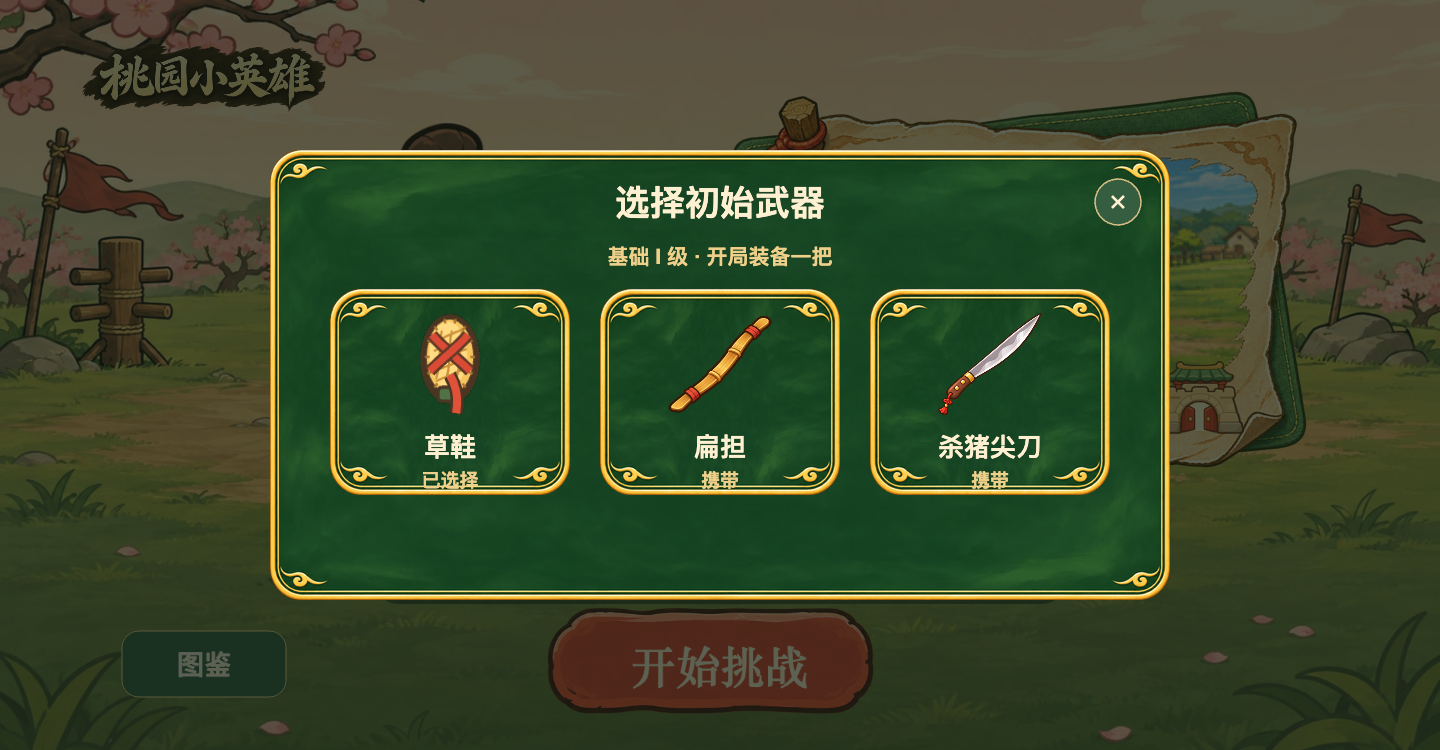 桃园小英雄
选择初始武器
×
基础 I 级 · 开局装备一把
草鞋
已选择
扁担
携带
杀猪尖刀
携带
图鉴
开始挑战